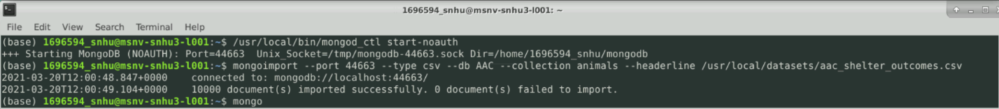 1696594_snhu@msnv-snhu3-l001: ~
File Edit View Search Terminal Help
(base) 1696594_snhu@msnv-snhu3-l001:~$ /usr/local/bin/mongod_ctl start-noauth
+++ Starting MongoDB (NOAUTH): Port=44663  Unix_Socket=/tmp/mongodb-44663.sock Dir=/home/1696594_snhu/mongodb
(base) 1696594_snhu@msnv-snhu3-l001:~$ mongoimport --port 44663 --type csv --db AAC --collection animals --headerline /usr/local/datasets/aac_shelter_outcomes.csv
2021-03-20T12:00:48.847+0000    connected to: mongodb://localhost:44663/
2021-03-20T12:00:49.104+0000    10000 document(s) imported successfully. 0 document(s) failed to import.
(base) 1696594_snhu@msnv-snhu3-l001:~$ mongo